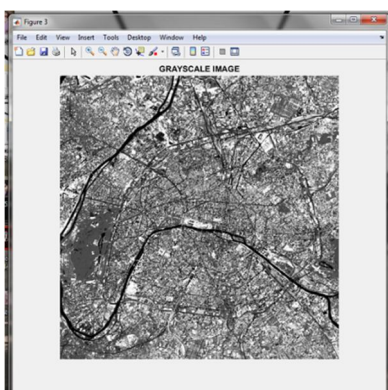 Figure 3
File Edit View Insert Tools Desktop Window Help
GRAYSCALE IMAGE